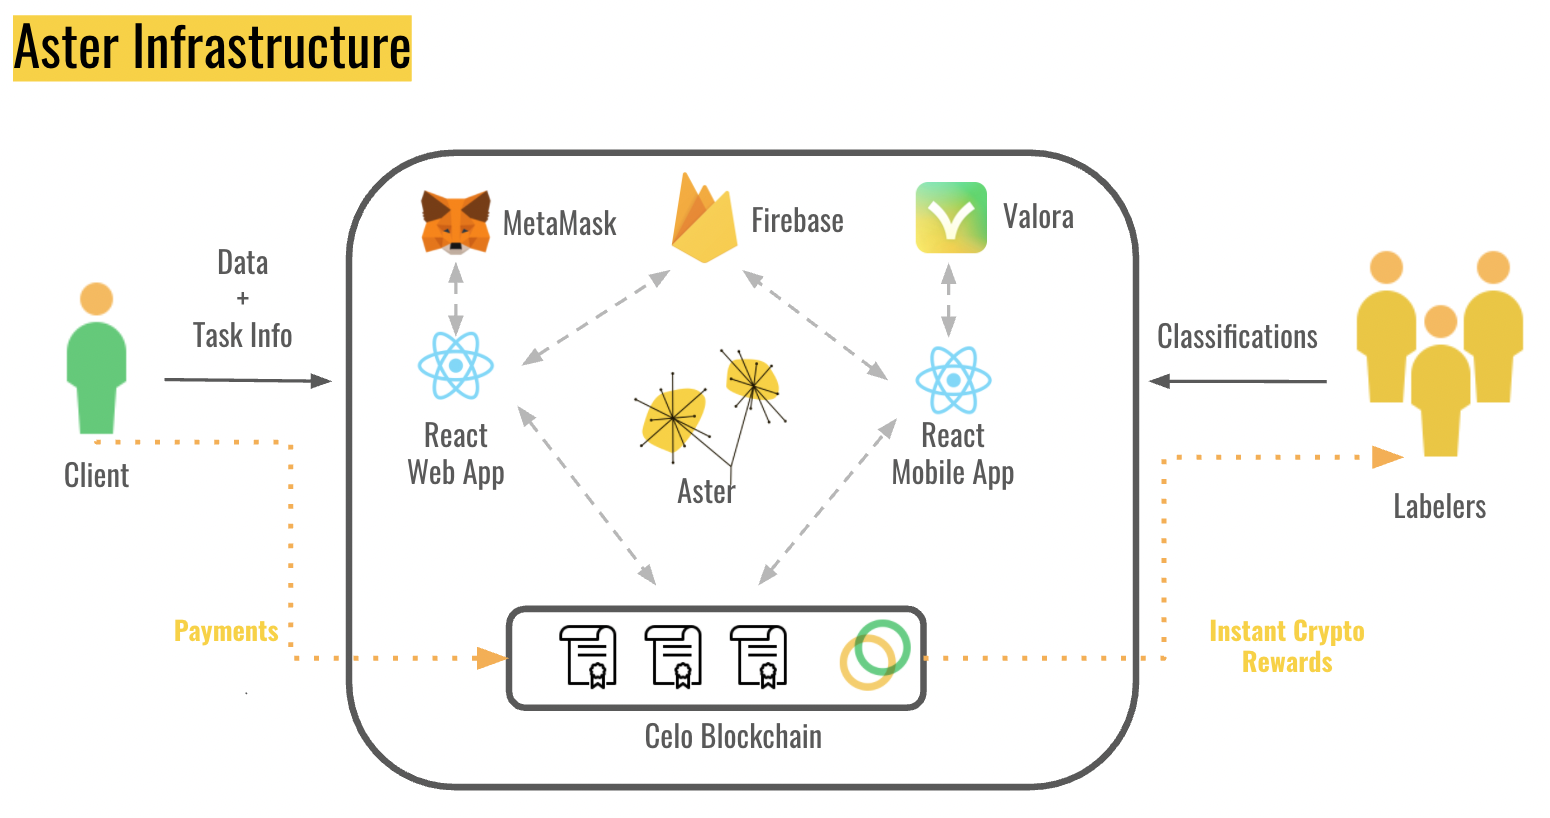 Aster Infrastructure
MetaMask
Firebase
Valora
Data
+
Task Info
Classifications
React
Web App
React
Mobile App
Aster
Client
Labelers
Payments
Instant Crypto
Rewards
Celo Blockchain